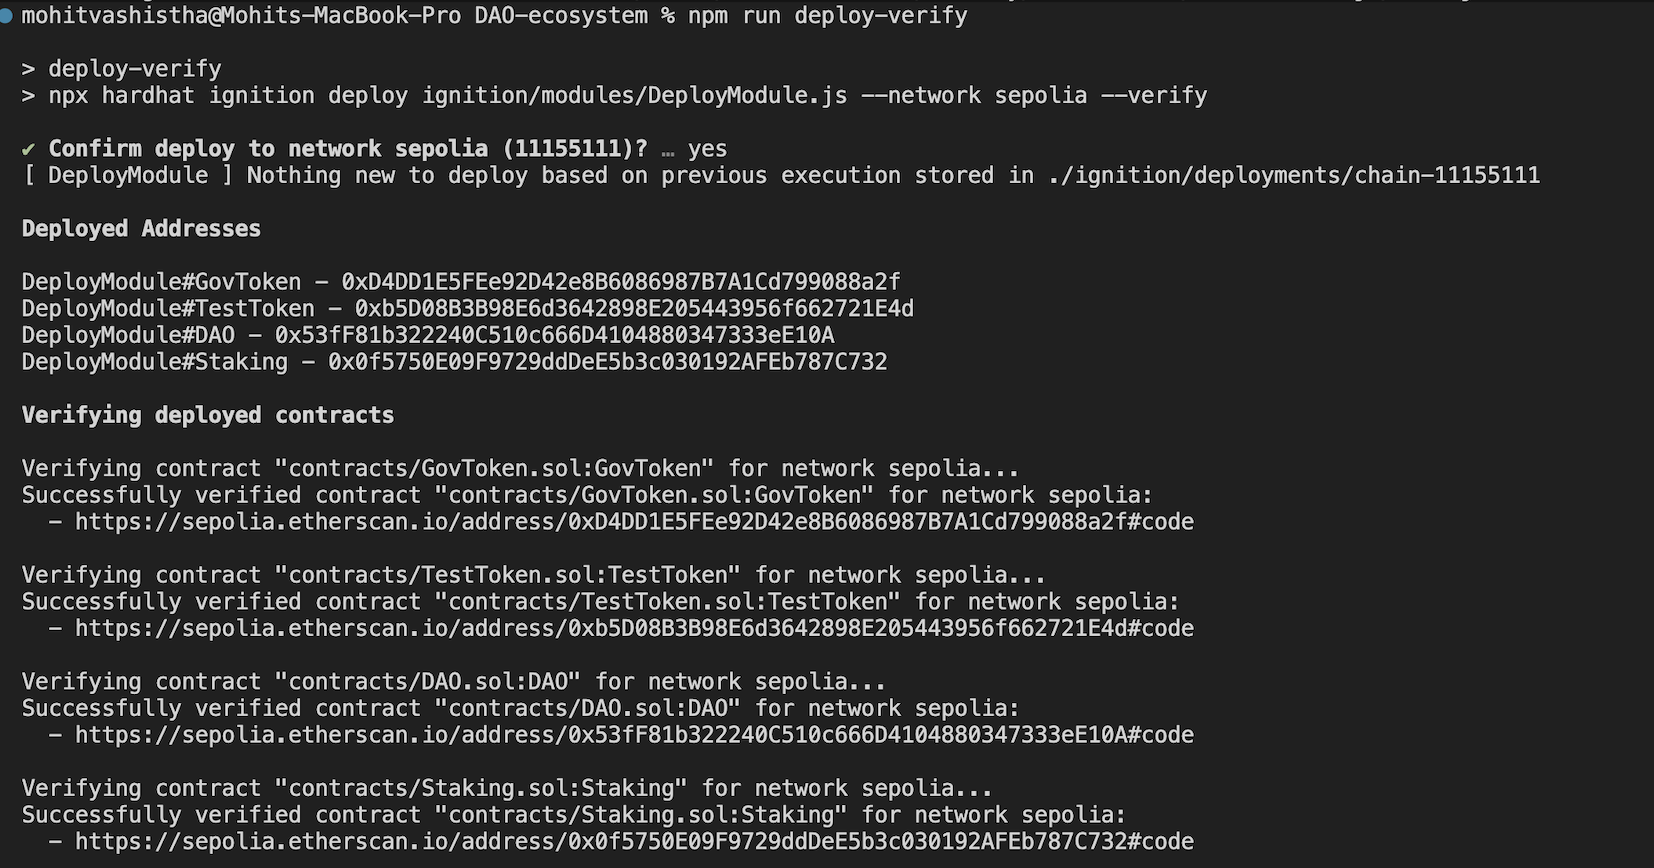 mohitvashistha@Mohits-MacBook-Pro DAO-ecosystem % npm run deploy-verify
> deploy-verify
> npx hardhat ignition deploy ignition/modules/DeployModule.js --network sepolia --verify
✔ Confirm deploy to network sepolia (11155111)? … yes
[ DeployModule ] Nothing new to deploy based on previous execution stored in ./ignition/deployments/chain-11155111
Deployed Addresses
DeployModule#GovToken - 0xD4DD1E5FEe92D42e8B6086987B7A1Cd799088a2f
DeployModule#TestToken - 0xb5D08B3B98E6d3642898E205443956f662721E4d
DeployModule#DAO - 0x53fF81b322240C510c666D4104880347333eE10A
DeployModule#Staking - 0x0f5750E09F9729ddDeE5b3c030192AFEb787C732
Verifying deployed contracts
Verifying contract "contracts/GovToken.sol:GovToken" for network sepolia...
Successfully verified contract "contracts/GovToken.sol:GovToken" for network sepolia:
- https://sepolia.etherscan.io/address/0xD4DD1E5FEe92D42e8B6086987B7A1Cd799088a2f#code
Verifying contract "contracts/TestToken.sol:TestToken" for network sepolia...
Successfully verified contract "contracts/TestToken.sol:TestToken" for network sepolia:
- https://sepolia.etherscan.io/address/0xb5D08B3B98E6d3642898E205443956f662721E4d#code
Verifying contract "contracts/DAO.sol:DAO" for network sepolia...
Successfully verified contract "contracts/DAO.sol:DAO" for network sepolia:
- https://sepolia.etherscan.io/address/0x53fF81b322240C510c666D4104880347333eE10A#code
Verifying contract "contracts/Staking.sol:Staking" for network sepolia...
Successfully verified contract "contracts/Staking.sol:Staking" for network sepolia:
- https://sepolia.etherscan.io/address/0x0f5750E09F9729ddDeE5b3c030192AFEb787C732#code